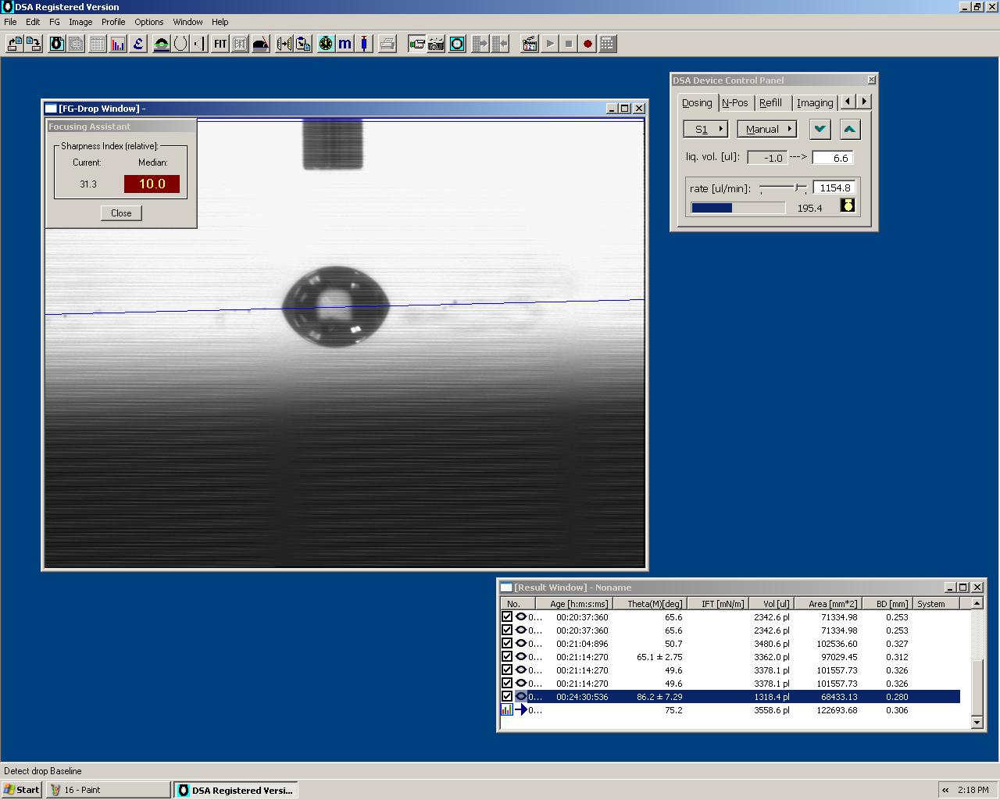 DSA Registered Version
File Edit FG Image Profile Options Window Help
FIT m
[FG-Drop Window] -
Focusing Assistant
Sharpness Index (relative):
Current: Median:
31.3 10.0
Close
DSA Device Control Panel
Dosing N-Pos Refill Imaging
S1 Manual
liq. vol. [ul]: -1.0 ---> 6.6
rate [ul/min]: 1154.8
195.4
[Result Window] - Noname
No. Age [h:m:s:ms] Theta(M)[deg] IFT [mN/m] Vol [ul] Area [mm*2] BD [mm] System
0... 00:20:37:360 65.6 2342.6 pl 71334.98 0.253
0... 00:20:37:360 65.6 2342.6 pl 71334.98 0.253
0... 00:21:04:896 50.7 3480.6 pl 102536.60 0.327
0... 00:21:14:270 65.1 ± 2.75 3362.0 pl 97029.45 0.312
0... 00:21:14:270 49.6 3378.1 pl 101557.73 0.326
0... 00:21:14:270 49.6 3378.1 pl 101557.73 0.326
0... 00:24:30:536 86.2 ± 7.29 1318.4 pl 68433.13 0.280
0... 75.2 3558.6 pl 122693.68 0.306
Detect drop Baseline
Start 16 - Paint DSA Registered Versi... « 2:18 PM